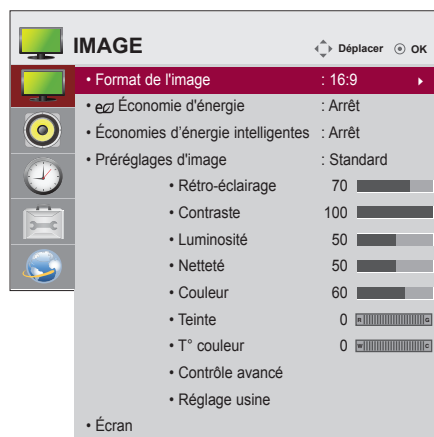 IMAGE
Déplacer
OK
• Format de l'image : 16:9
• Économie d'énergie : Arrêt
• Économies d’énergie intelligentes : Arrêt
• Préréglages d'image : Standard
• Rétro-éclairage 70
• Contraste 100
• Luminosité 50
• Netteté 50
• Couleur 60
• Teinte 0 R G
• T° couleur 0 W C
• Contrôle avancé
• Réglage usine
• Écran